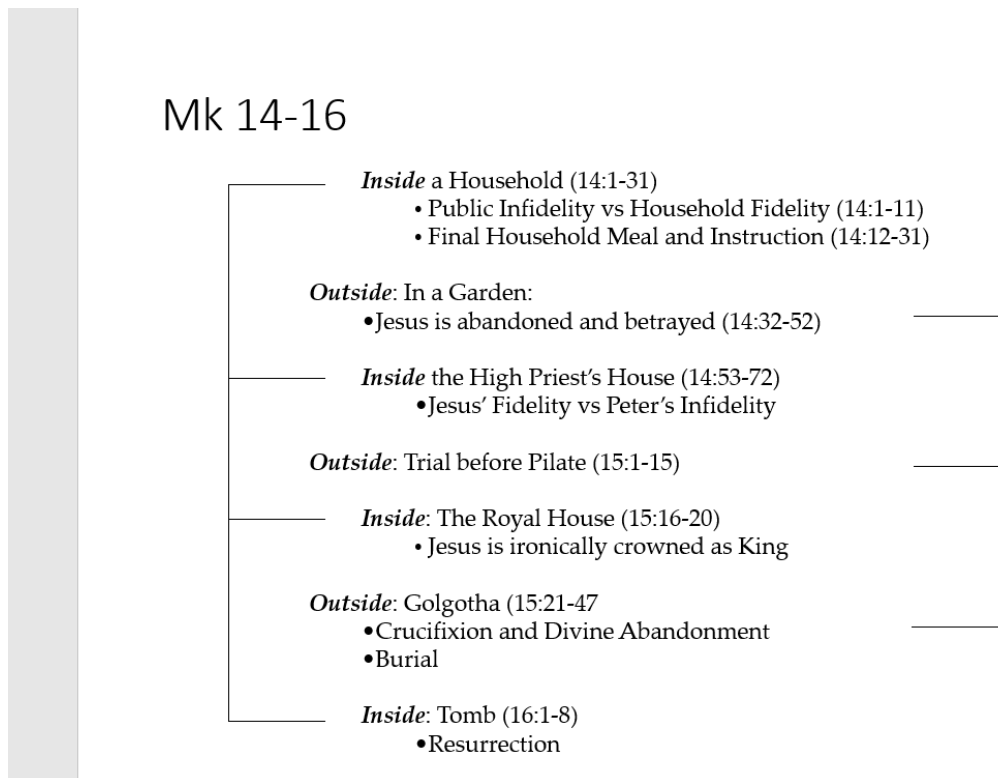 Mk 14-16
Inside a Household (14:1-31)
• Public Infidelity vs Household Fidelity (14:1-11)
• Final Household Meal and Instruction (14:12-31)
Outside: In a Garden:
•Jesus is abandoned and betrayed (14:32-52)
Inside the High Priest's House (14:53-72)
•Jesus' Fidelity vs Peter's Infidelity
Outside: Trial before Pilate (15:1-15)
Inside: The Royal House (15:16-20)
• Jesus is ironically crowned as King
Outside: Golgotha (15:21-47
•Crucifixion and Divine Abandonment
•Burial
Inside: Tomb (16:1-8)
•Resurrection